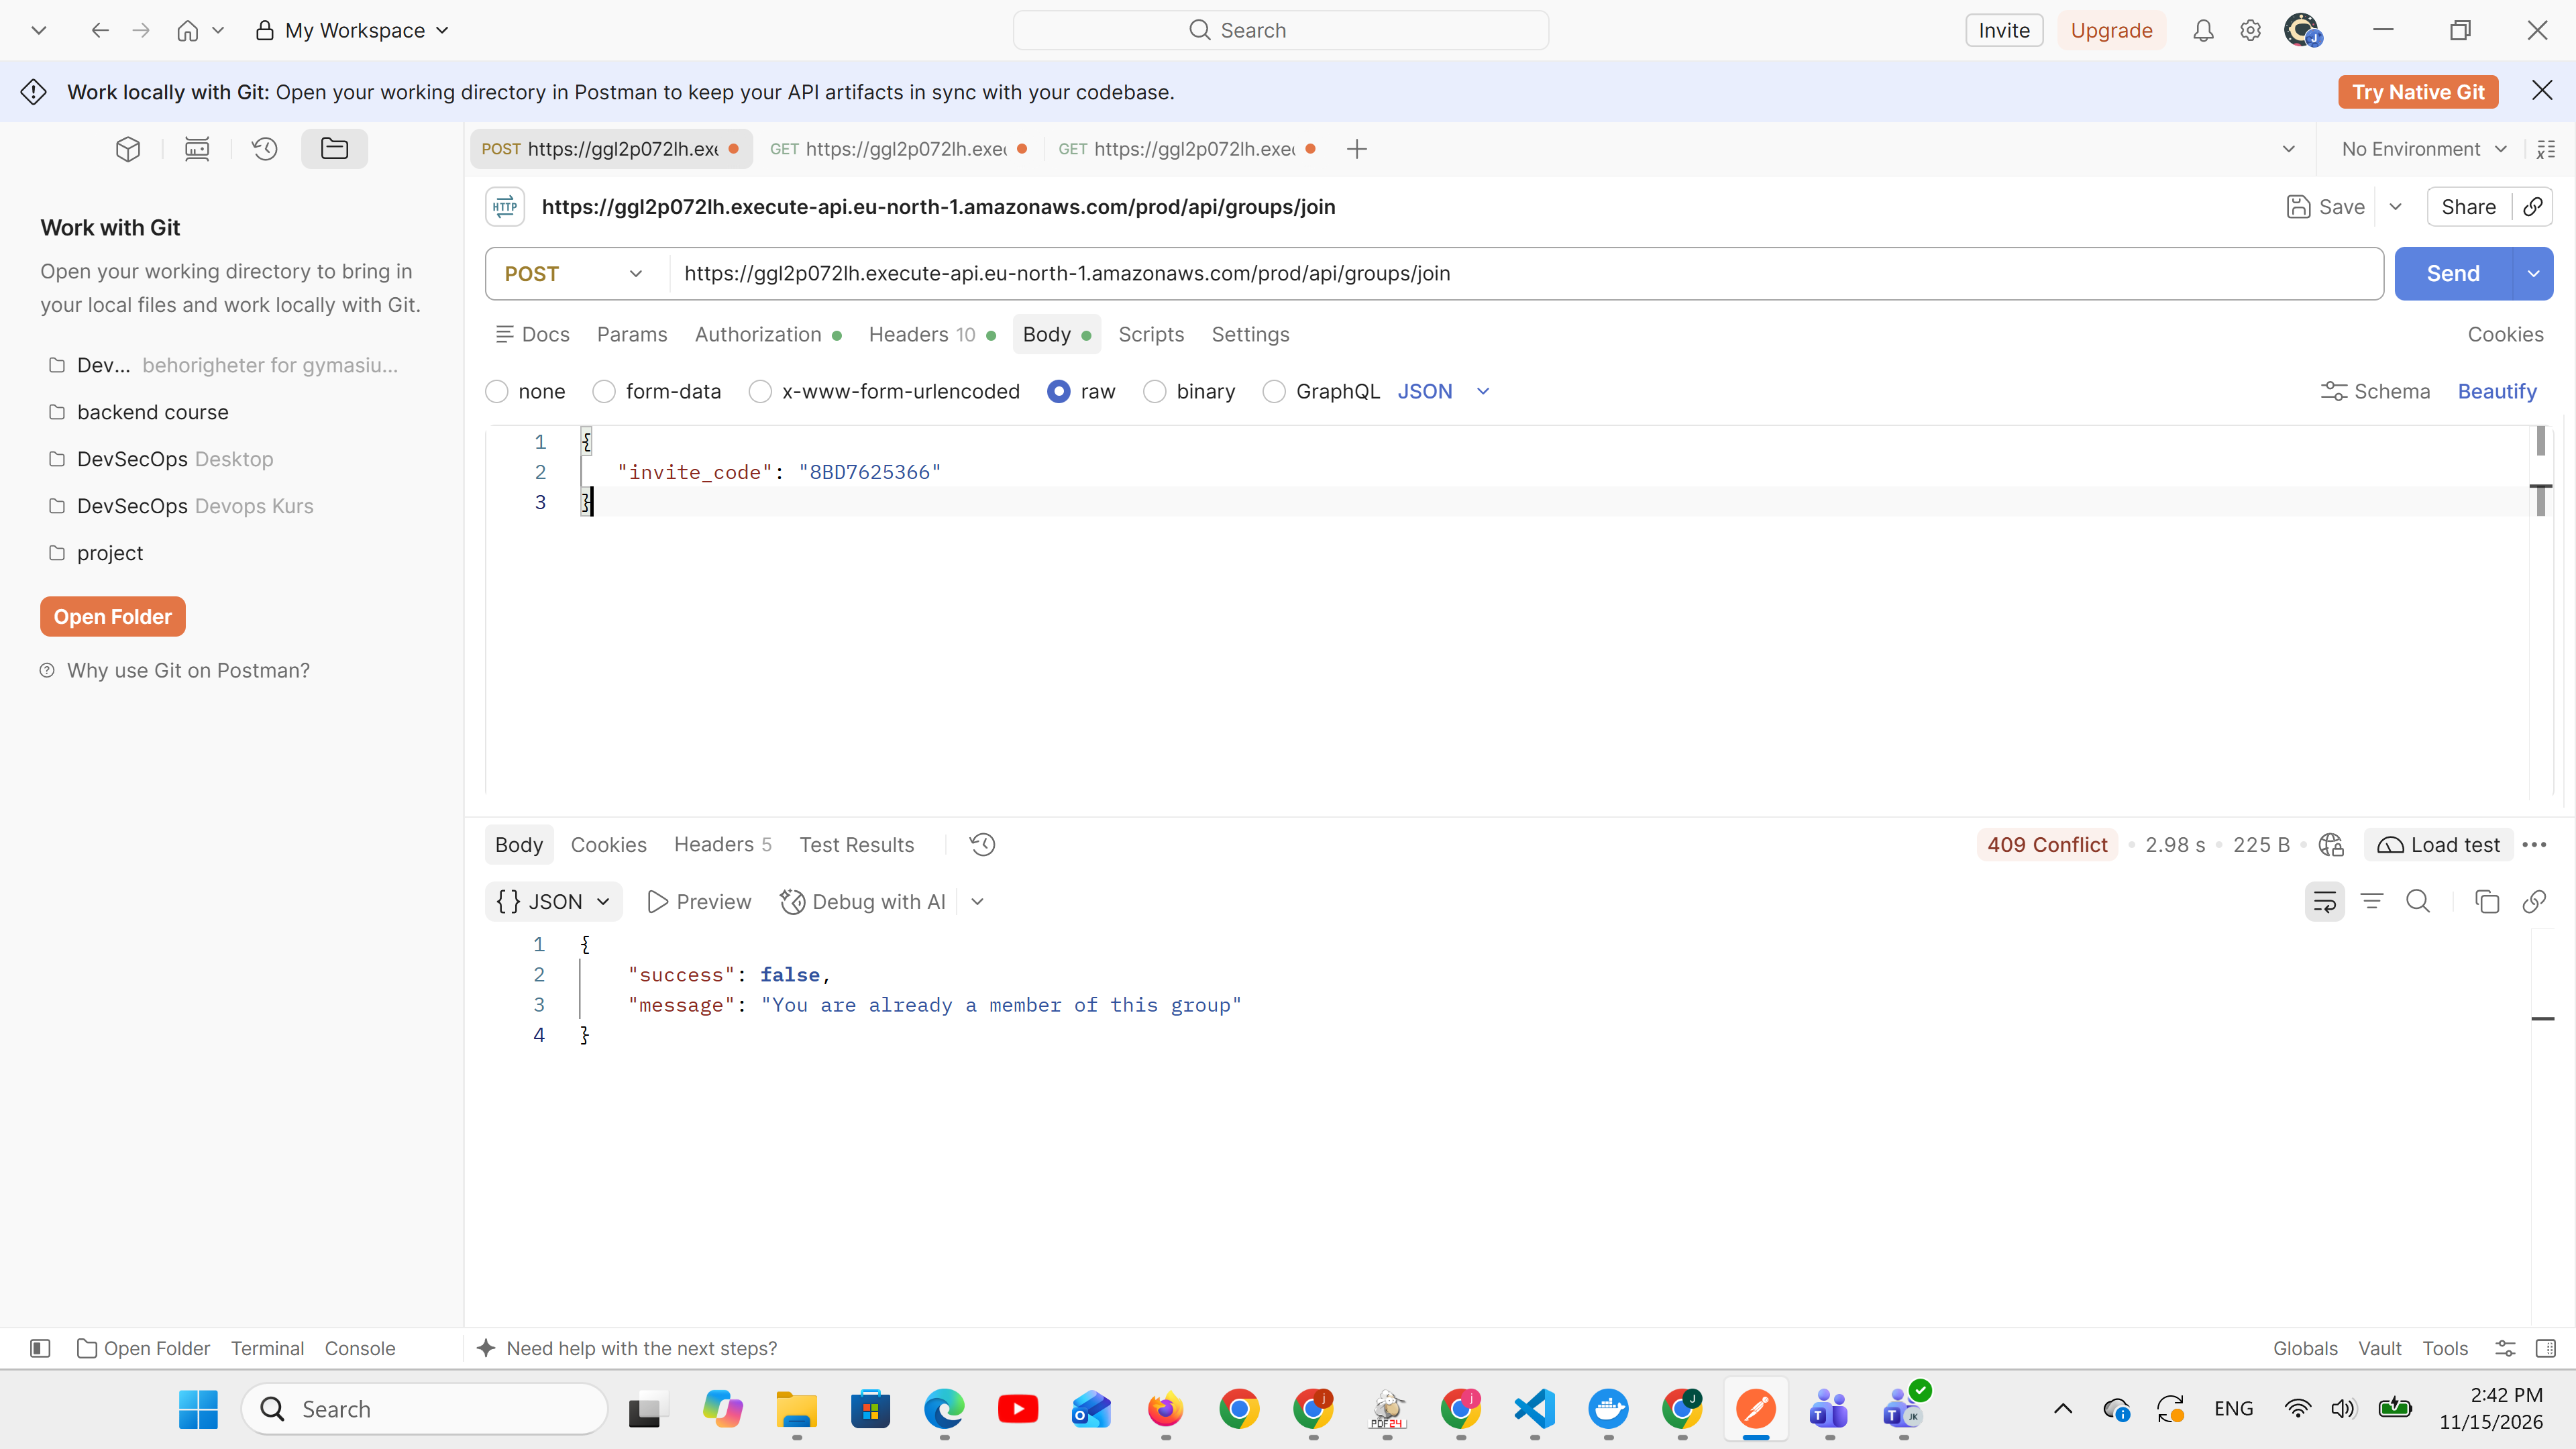 My Workspace
Search
Invite
Upgrade
J
Work locally with Git: Open your working directory in Postman to keep your API artifacts in sync with your codebase.
Try Native Git
POST https://ggl2p072lh.exe
GET https://ggl2p072lh.exec
GET https://ggl2p072lh.exec
No Environment
Work with Git
Open your working directory to bring in
your local files and work locally with Git.
Dev... behorigheter for gymasiu...
backend course
DevSecOps Desktop
DevSecOps Devops Kurs
project
Open Folder
Why use Git on Postman?
HTTP
https://ggl2p072lh.execute-api.eu-north-1.amazonaws.com/prod/api/groups/join
Save
Share
POST
https://ggl2p072lh.execute-api.eu-north-1.amazonaws.com/prod/api/groups/join
Send
Docs
Params
Authorization
Headers 10
Body
Scripts
Settings
Cookies
none
form-data
x-www-form-urlencoded
raw
binary
GraphQL
JSON
Schema
Beautify
1 {
2 "invite_code": "8BD7625366"
3 }
Body
Cookies
Headers 5
Test Results
409 Conflict
2.98 s
225 B
Load test
{} JSON
Preview
Debug with AI
1 {
2 "success": false,
3 "message": "You are already a member of this group"
4 }
Open Folder
Terminal
Console
Need help with the next steps?
Globals
Vault
Tools
Search
PDF24
ENG
2:42 PM
11/15/2026